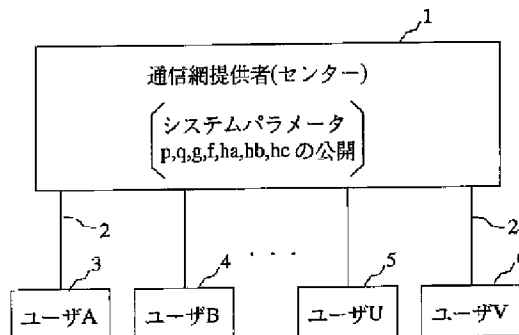 1
通信網提供者(センター)
システムパラメータ
p,q,g,f,ha,hb,hc の公開
2
2
3
4
. . .
5
ユーザA
ユーザB
ユーザU
ユーザV